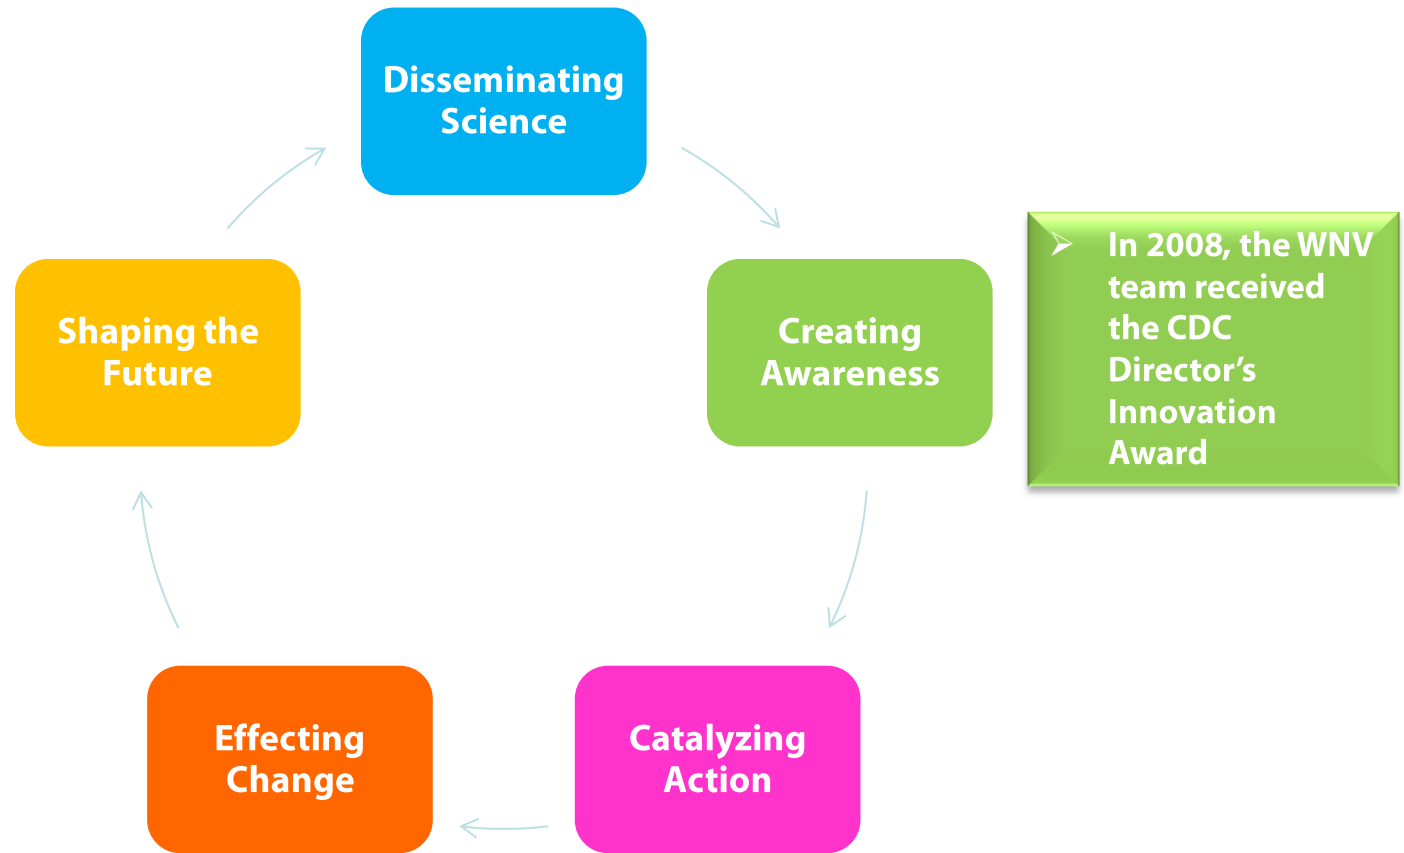 Disseminating
Science
Creating
Awareness
➢ In 2008, the WNV
team received
the CDC
Director’s
Innovation
Award
Catalyzing
Action
Effecting
Change
Shaping the
Future